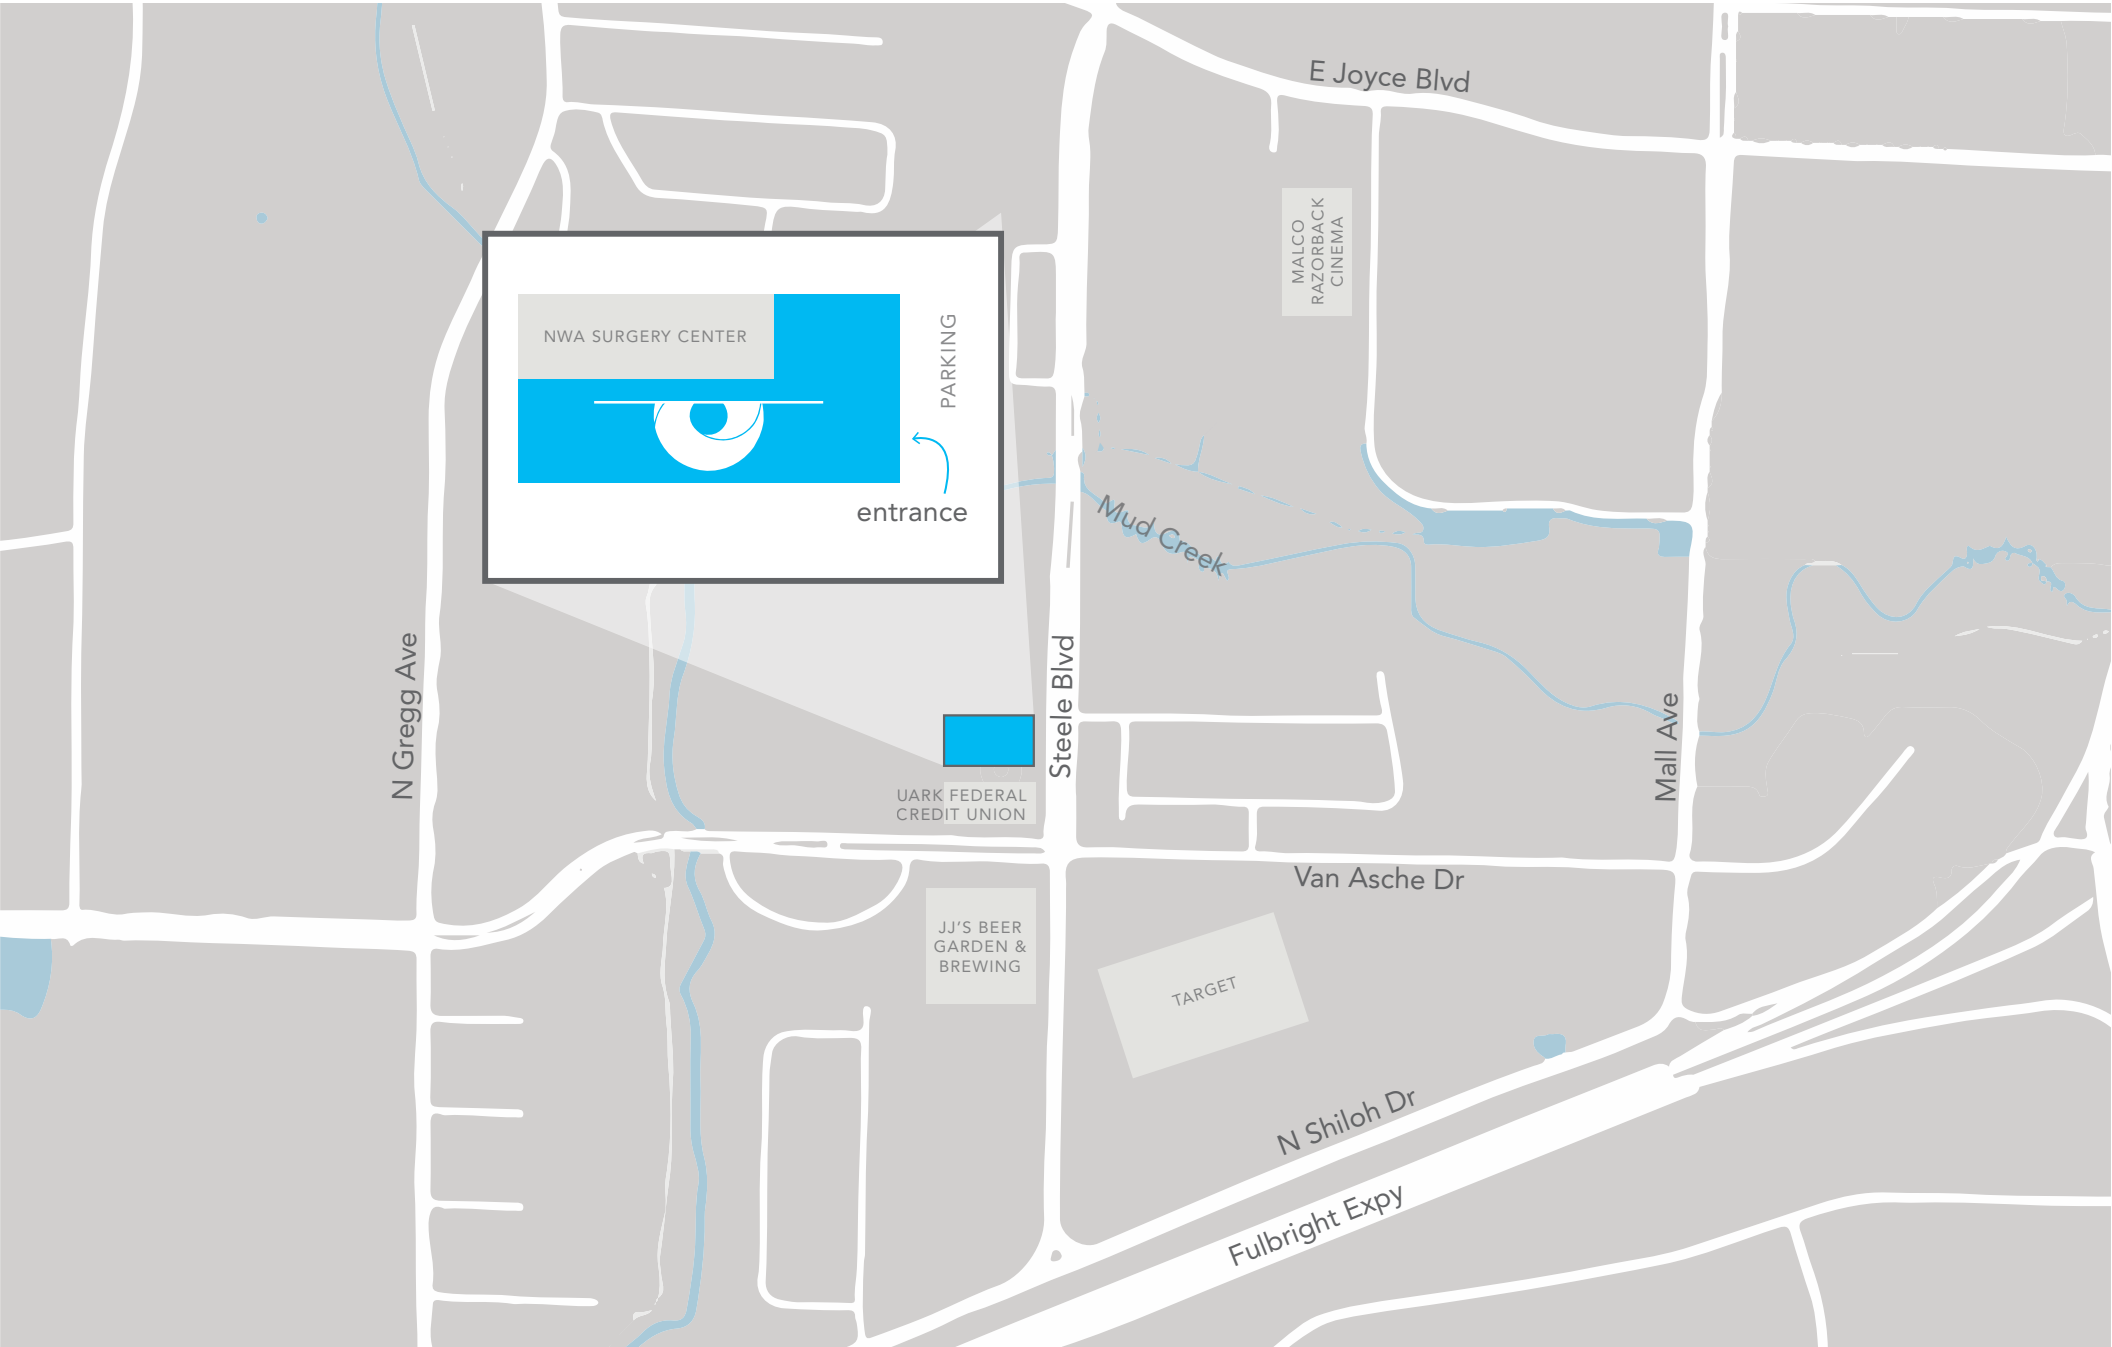 E Joyce Blvd
MALCO
RAZORBACK
CINEMA
NWA SURGERY CENTER
PARKING
entrance
Mud Creek
N Gregg Ave
Steele Blvd
Mall Ave
UARK FEDERAL
CREDIT UNION
Van Asche Dr
JJ'S BEER
GARDEN &
BREWING
TARGET
N Shiloh Dr
Fulbright Expy